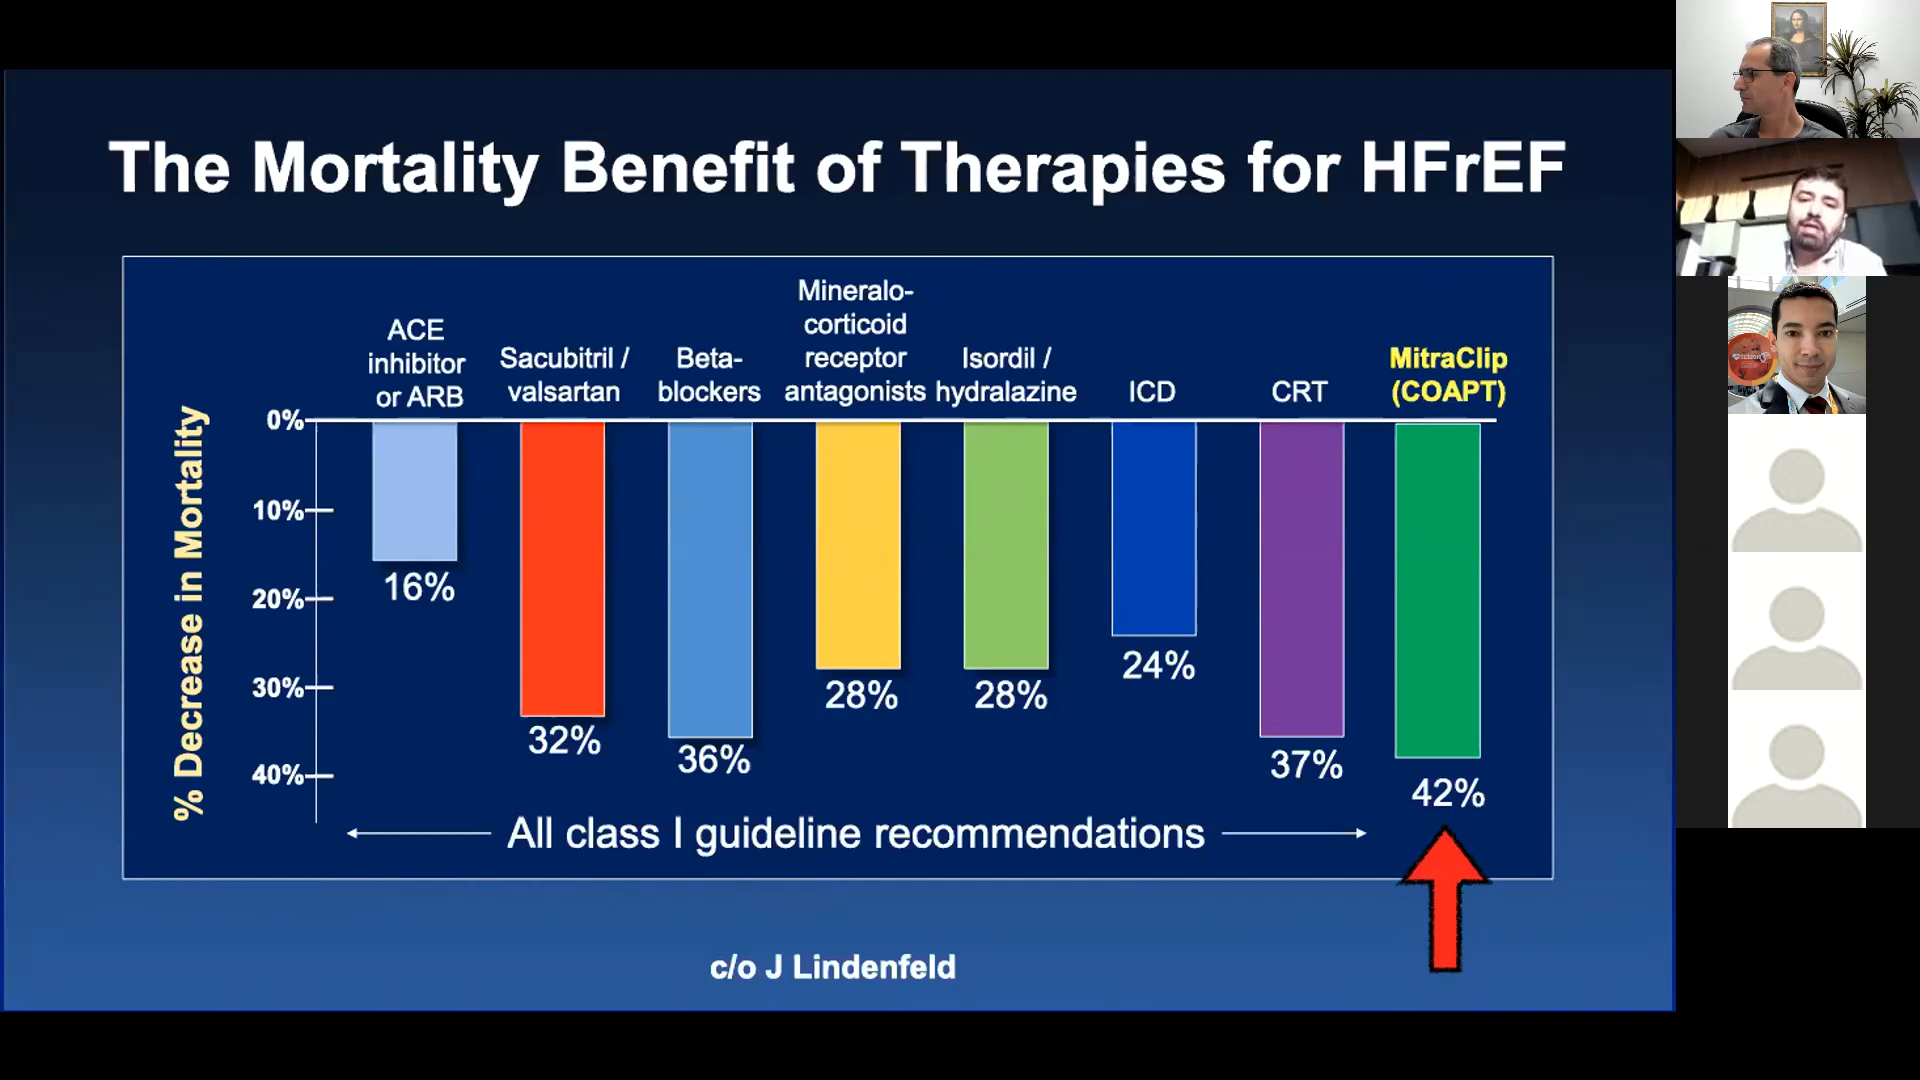 The Mortality Benefit of Therapies for HFrEF
ACE
inhibitor
or ARB
Sacubitril /
valsartan
Beta-
blockers
Mineralo-
corticoid
receptor
antagonists
Isordil /
hydralazine
ICD
CRT
MitraClip
(COAPT)
% Decrease in Mortality
0%
10%
20%
30%
40%
16%
32%
36%
28%
28%
24%
37%
42%
All class I guideline recommendations
c/o J Lindenfeld